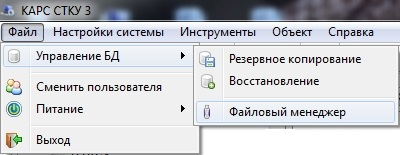 КАРС СТКУ 3
Файл Настройки системы Инструменты Объект Справка
Управление БД
Резервное копирование
Восстановление
Сменить пользователя
Питание
Файловый менеджер
Выход